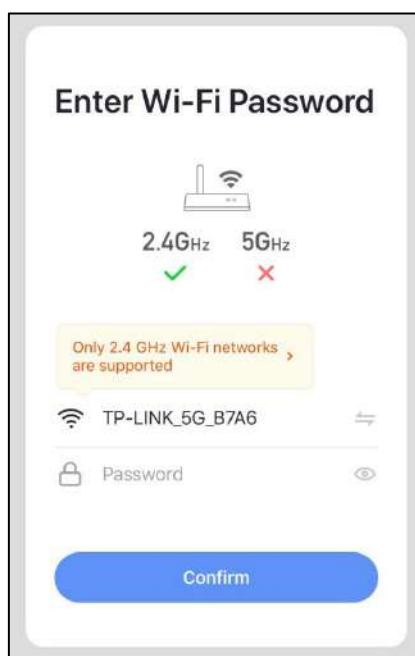 Enter Wi-Fi Password
2.4GHz 5GHz
Only 2.4 GHz Wi-Fi networks
are supported
TP-LINK_5G_B7A6
Password
Confirm